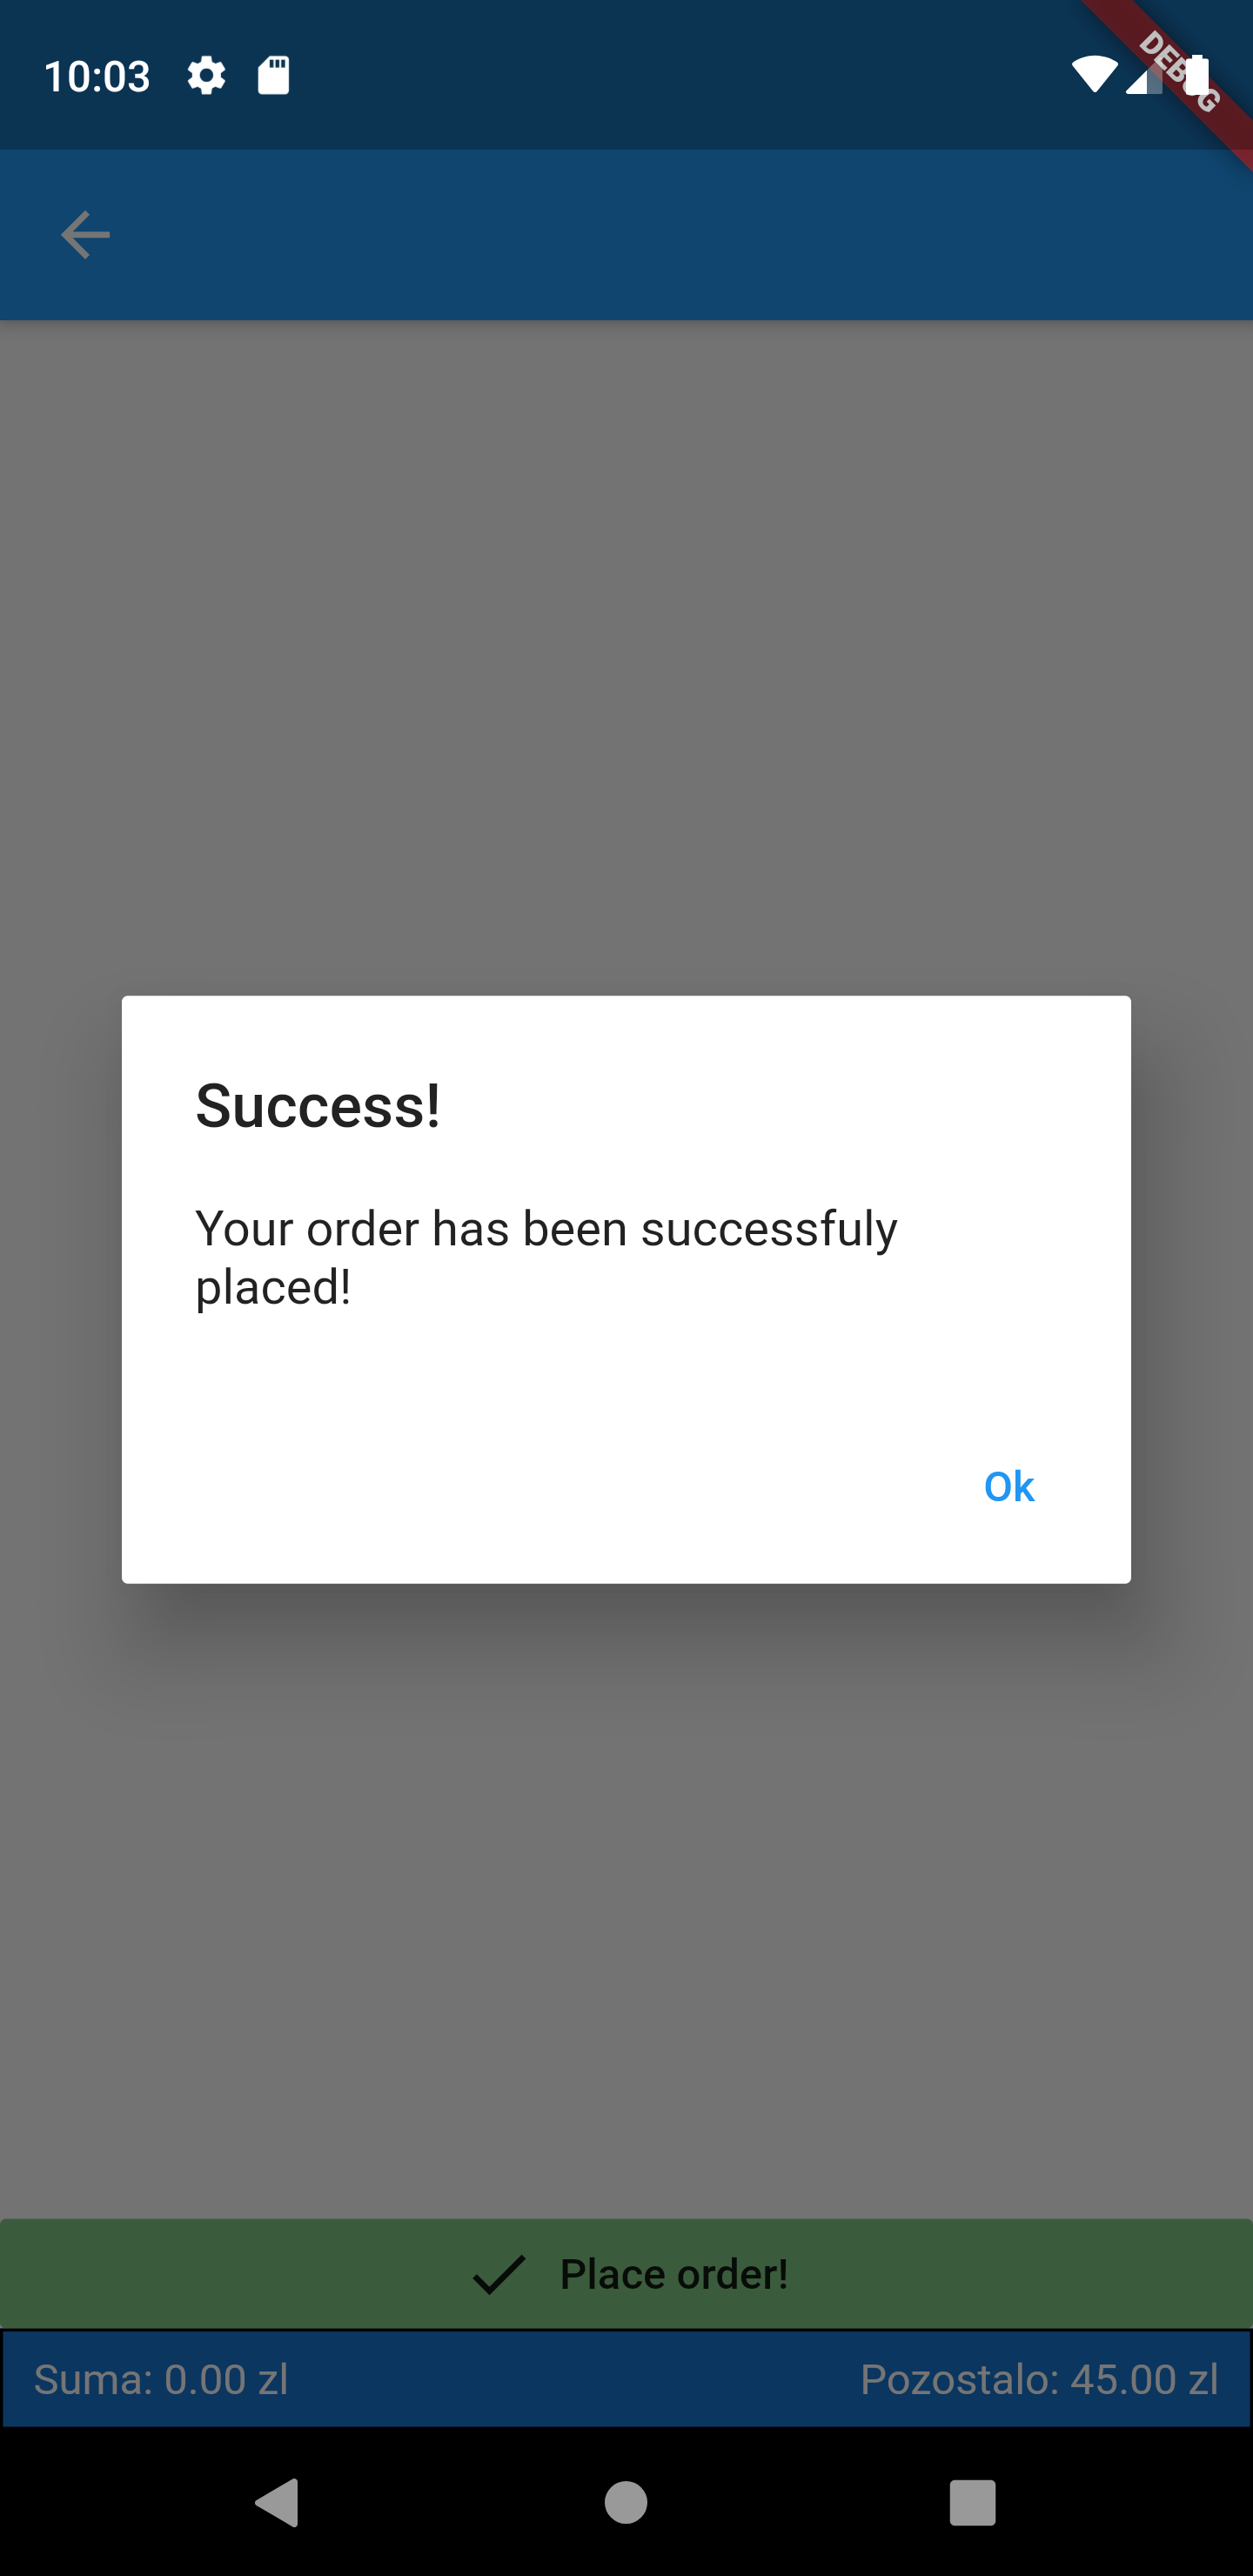 10:03
DEBUG
Success!
Your order has been successfuly
placed!
Ok
Place order!
Suma: 0.00 zl
Pozostalo: 45.00 zl